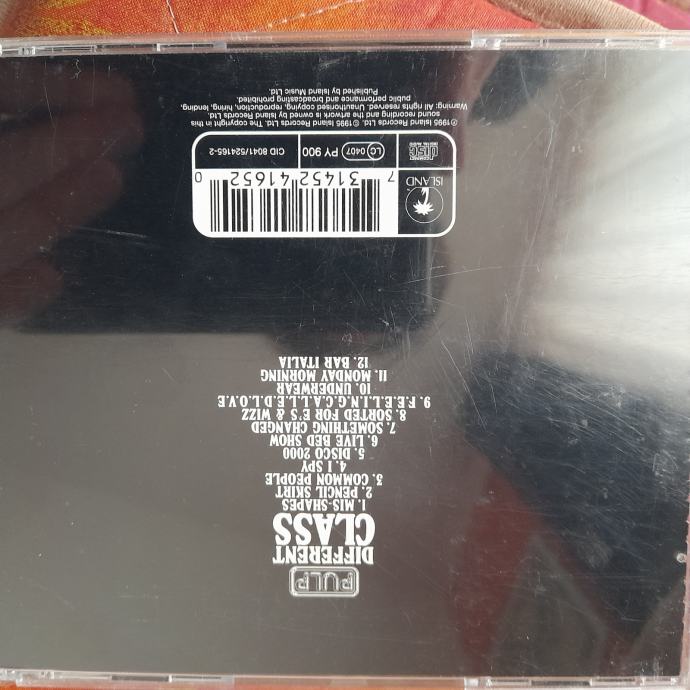 PULP
DIFFERENT
CLASS
1. MIS-SHAPES
2. PENCIL SKIRT
3. COMMON PEOPLE
4. I SPY
5. DISCO 2000
6. LIVE BED SHOW
7. SOMETHING CHANGED
8. SORTED FOR E'S & WIZZ
9. F.E.E.L.I.N.G.C.A.L.L.E.D.L.O.V.E
10. UNDERWEAR
11. MONDAY MORNING
12. BAR ITALIA
ISLAND
7 31452 41652 0
COMPACT disc DIGITAL AUDIO
LC 0407 PY 900 CID 8041/524165-2
℗ 1995 Island Records Ltd. © 1995 Island Records Ltd. The copyright in this
sound recording and artwork is owned by Island Records Ltd.
Warning: All rights reserved. Unauthorised copying, reproduction, hiring, lending,
public performance and broadcasting prohibited.
Published by Island Music Ltd.